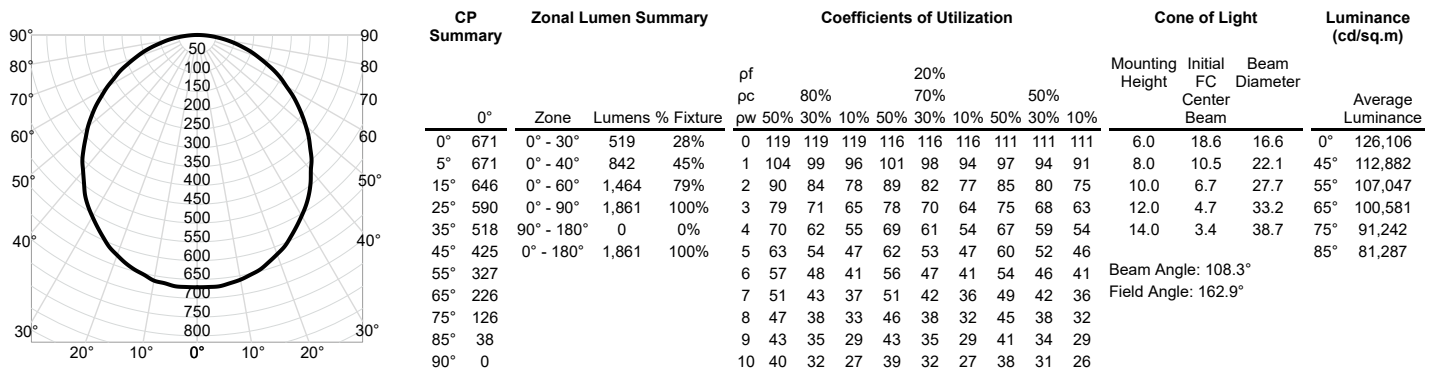 90° 90
80° 80
70° 70
60° 60
50° 50°
40° 40°
30° 30°
20° 10° 0° 10° 20°
50
100
150
200
250
300
350
400
450
500
550
600
650
700
750
800
CP Summary
0°
0° 671
5° 671
15° 646
25° 590
35° 518
45° 425
55° 327
65° 226
75° 126
85° 38
90° 0
Zonal Lumen Summary
Zone Lumens % Fixture
0° - 30° 519 28%
0° - 40° 842 45%
0° - 60° 1,464 79%
0° - 90° 1,861 100%
90° - 180° 0 0%
0° - 180° 1,861 100%
Coefficients of Utilization
ρf 20%
ρc 80% 70% 50%
ρw 50% 30% 10% 50% 30% 10% 50% 30% 10%
0 119 119 119 116 116 116 111 111 111
1 104 99 96 101 98 94 97 94 91
2 90 84 78 89 82 77 85 80 75
3 79 71 65 78 70 64 75 68 63
4 70 62 55 69 61 54 67 59 54
5 63 54 47 62 53 47 60 52 46
6 57 48 41 56 47 41 54 46 41
7 51 43 37 51 42 36 49 42 36
8 47 38 33 46 38 32 45 38 32
9 43 35 29 43 35 29 41 34 29
10 40 32 27 39 32 27 38 31 26
Cone of Light
Mounting Height Initial FC Center Beam Beam Diameter
6.0 18.6 16.6
8.0 10.5 22.1
10.0 6.7 27.7
12.0 4.7 33.2
14.0 3.4 38.7
Beam Angle: 108.3°
Field Angle: 162.9°
Luminance
(cd/sq.m)
Average
Luminance
0° 126,106
45° 112,882
55° 107,047
65° 100,581
75° 91,242
85° 81,287